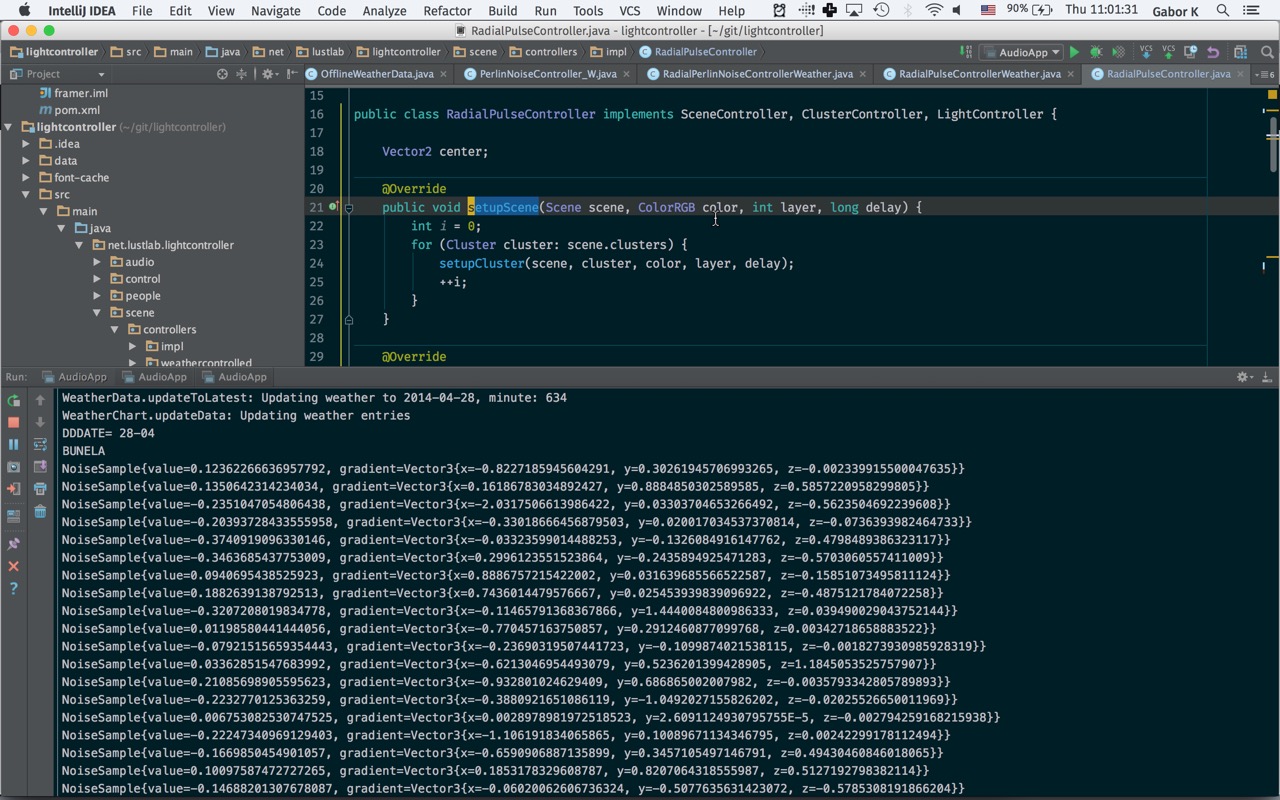 IntelliJ IDEA File Edit View Navigate Code Analyze Refactor Build Run Tools VCS Window Help 90% Thu 11:01:31 Gabor K
RadialPulseController.java - lightcontroller - [~/git/lightcontroller]
lightcontroller src main java net lustlab lightcontroller scene controllers impl RadialPulseController AudioApp VCS VCS
Project OfflineWeatherData.java PerlinNoiseController_W.java RadialPerlinNoiseControllerWeather.java RadialPulseControllerWeather.java RadialPulseController.java 6
framer.iml
pom.xml
lightcontroller (~/git/lightcontroller)
.idea
data
font-cache
src
main
java
net.lustlab.lightcontroller
audio
control
people
scene
controllers
impl
weathercontrolled
15
16 public class RadialPulseController implements SceneController, ClusterController, LightController {
17
18 Vector2 center;
19
20 @Override
21 public void setupScene(Scene scene, ColorRGB color, int layer, long delay) {
22 int i = 0;
23 for (Cluster cluster: scene.clusters) {
24 setupCluster(scene, cluster, color, layer, delay);
25 ++i;
26 }
27 }
28
29 @Override
Run: AudioApp AudioApp AudioApp
WeatherData.updateToLatest: Updating weather to 2014-04-28, minute: 634
WeatherChart.updateData: Updating weather entries
DDDATE= 28-04
BUNELA
NoiseSample{value=0.12362266636957792, gradient=Vector3{x=-0.8227185945604291, y=0.30261945706993265, z=-0.002339915500047635}}
NoiseSample{value=0.1350642314234034, gradient=Vector3{x=0.16186783034892427, y=0.8884850302589585, z=0.5857220958299805}}
NoiseSample{value=-0.2351047054806438, gradient=Vector3{x=-2.0317506613986422, y=0.03303704653266492, z=-0.5623504692239608}}
NoiseSample{value=-0.20393728433555958, gradient=Vector3{x=-0.33018666456879503, y=0.020017034537370814, z=-0.0736393982464733}}
NoiseSample{value=-0.3740919096330146, gradient=Vector3{x=-0.03323599014488253, y=-0.1326084916147762, z=0.4798489386323117}}
NoiseSample{value=-0.3463685437753009, gradient=Vector3{x=0.2996123551523864, y=-0.2435894925471283, z=-0.5703060557411009}}
NoiseSample{value=0.0940695438525923, gradient=Vector3{x=0.8886757215422002, y=0.031639685566522587, z=-0.15851073495811124}}
NoiseSample{value=0.1882639138792513, gradient=Vector3{x=0.7436014479576667, y=0.025453939839096922, z=-0.4875121784072258}}
NoiseSample{value=-0.3207208019834778, gradient=Vector3{x=-0.11465791368367866, y=1.4440084800986333, z=0.039490029043752144}}
NoiseSample{value=0.01198580441444056, gradient=Vector3{x=-0.770457163750857, y=0.2912460877099768, z=0.00342718658883522}}
NoiseSample{value=-0.07921515659354443, gradient=Vector3{x=-0.23690319507441723, y=-0.1099874021538115, z=-0.0018273930985928319}}
NoiseSample{value=0.03362851547683992, gradient=Vector3{x=-0.6213046954493079, y=0.5236201399428905, z=1.1845053525757907}}
NoiseSample{value=0.21085698905595623, gradient=Vector3{x=-0.932801024629409, y=0.686865002007982, z=-0.0035793342805789893}}
NoiseSample{value=-0.2232770125363259, gradient=Vector3{x=-0.3880921651086119, y=-1.0492027155826202, z=-0.02025526650011969}}
NoiseSample{value=0.006753082530747525, gradient=Vector3{x=0.0028978981972518523, y=2.6091124930795755E-5, z=-0.002794259168215938}}
NoiseSample{value=-0.22247340969129403, gradient=Vector3{x=-1.106191834065865, y=0.10089671134346795, z=0.00242299178112494}}
NoiseSample{value=-0.1669850454901057, gradient=Vector3{x=-0.6590906887135899, y=0.3457105497146791, z=0.49430460846018065}}
NoiseSample{value=0.10097587472727265, gradient=Vector3{x=0.1853178329608787, y=0.8207064318555987, z=0.5127192798382114}}
NoiseSample{value=-0.14688201307678087, gradient=Vector3{x=-0.06020062606736324, y=-0.5077635631423072, z=-0.5785308191866204}}